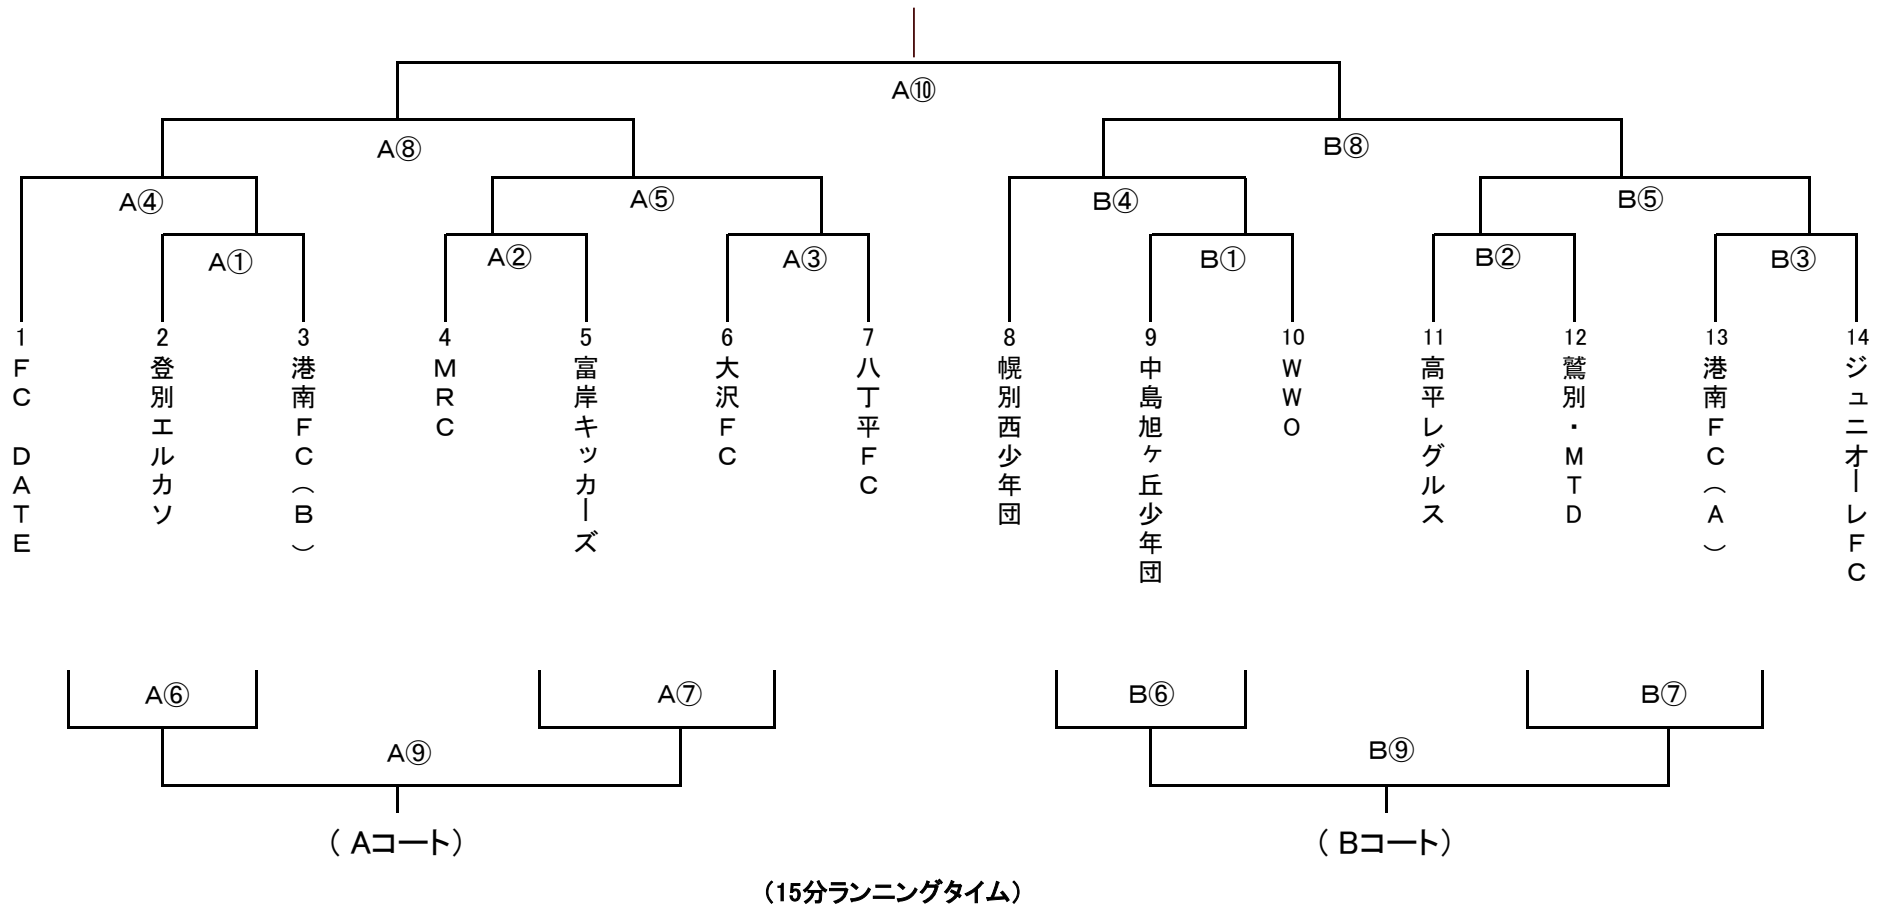 A⑩
A⑧
B⑧
A④
A⑤
B④
B⑤
A①
A②
A③
B①
B②
B③
1 FC DATE
2 登別エルカソ
3 港南FC(B)
4 MRC
5 富岸キッカーズ
6 大沢FC
7 八丁平FC
8 幌別西少年団
9 中島旭ヶ丘少年団
10 WWO
11 高平レグルス
12 鷲別・MTD
13 港南FC(A)
14 ジュニオーレFC
A⑥
A⑦
B⑥
B⑦
A⑨
B⑨
( Aコート)
( Bコート)
(15分ランニングタイム)